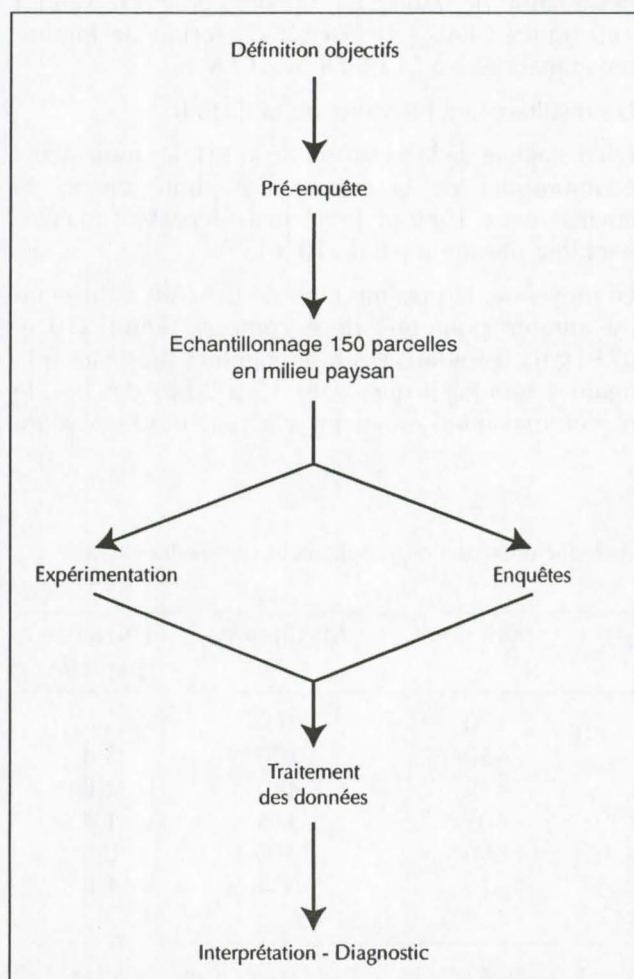 Définition objectifs
Pré-enquête
Echantillonnage 150 parcelles
en milieu paysan
Expérimentation
Enquêtes
Traitement
des données
Interprétation - Diagnostic